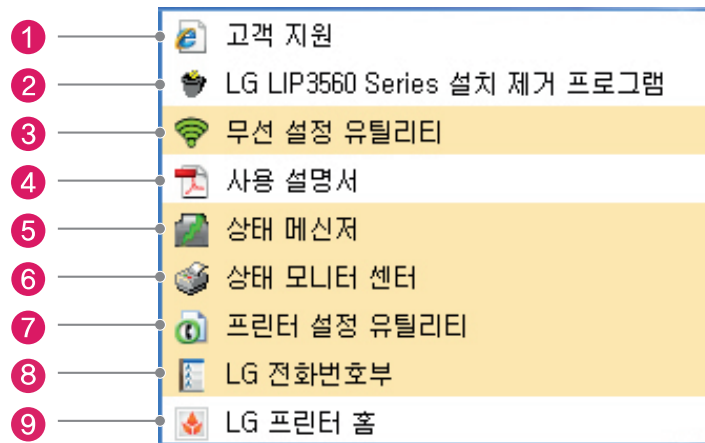 1 고객 지원
2 LG LIP3560 Series 설치 제거 프로그램
3 무선 설정 유틸리티
4 사용 설명서
5 상태 메신저
6 상태 모니터 센터
7 프린터 설정 유틸리티
8 LG 전화번호부
9 LG 프린터 홈